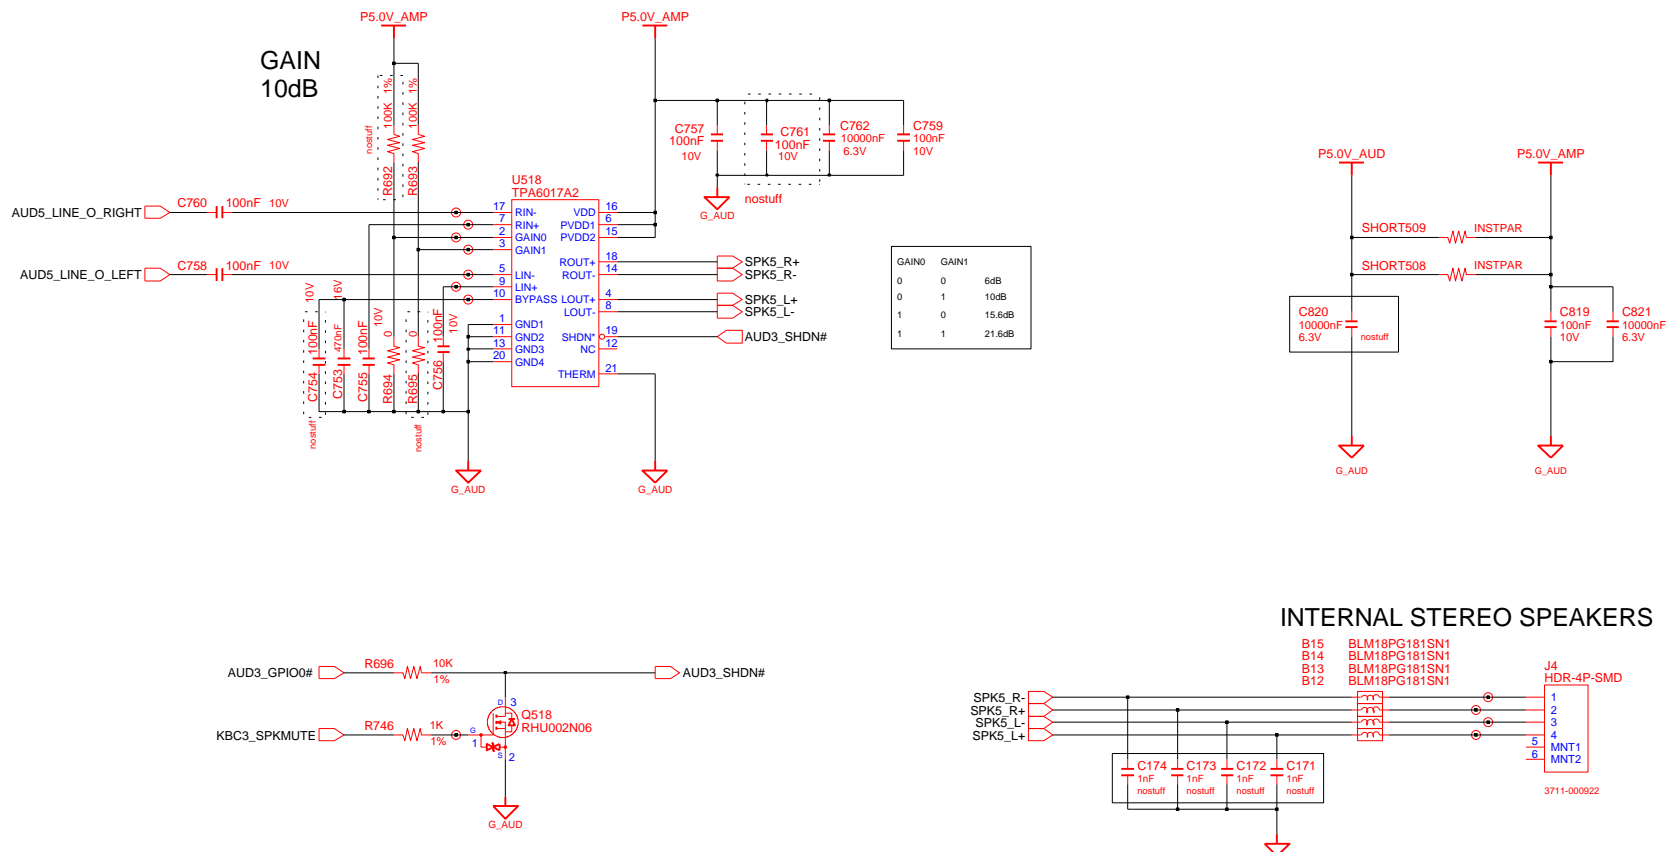 P5.0V_AMP
P5.0V_AMP
GAIN
10dB
nostuff
100K 1%
100K 1%
R692
R693
C757
100nF
10V
C761
100nF
10V
C762
10000nF
6.3V
C759
100nF
10V
nostuff
G_AUD
U518
TPA6017A2
AUD5_LINE_O_RIGHT
C760 100nF 10V
AUD5_LINE_O_LEFT
C758 100nF 10V
17 RIN-
7 RIN+
2 GAIN0
3 GAIN1
5 LIN-
9 LIN+
10 BYPASS
1 GND1
11 GND2
13 GND3
20 GND4
VDD 16
PVDD1 6
PVDD2 15
ROUT+ 18
ROUT- 14
LOUT+ 4
LOUT- 8
SHDN* 19
NC 12
THERM 21
SPK5_R+
SPK5_R-
SPK5_L+
SPK5_L-
AUD3_SHDN#
10V
100nF
C754
nostuff
16V
470nF
C753
10V
100nF
C755
0
R694
0
R695
nostuff
100nF
10V
C756
G_AUD
G_AUD
GAIN0 GAIN1
0 0 6dB
0 1 10dB
1 0 15.6dB
1 1 21.6dB
P5.0V_AUD
P5.0V_AMP
SHORT509 INSTPAR
SHORT508 INSTPAR
C820
10000nF
6.3V nostuff
C819
100nF
10V
C821
10000nF
6.3V
G_AUD
G_AUD
AUD3_GPIO0#
R696 10K
1%
AUD3_SHDN#
KBC3_SPKMUTE
R746 1K
1%
D 3
G
1
S 2
Q518
RHU002N06
G_AUD
INTERNAL STEREO SPEAKERS
B15 BLM18PG181SN1
B14 BLM18PG181SN1
B13 BLM18PG181SN1
B12 BLM18PG181SN1
J4
HDR-4P-SMD
SPK5_R-
SPK5_R+
SPK5_L-
SPK5_L+
1
2
3
4
5 MNT1
6 MNT2
3711-000922
C174
1nF
nostuff
C173
1nF
nostuff
C172
1nF
nostuff
C171
1nF
nostuff